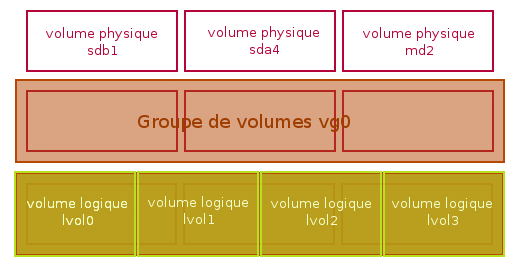 volume physique
sdb1
volume physique
sda4
volume physique
md2
Groupe de volumes vg0
volume logique
lvol0
volume logique
lvol1
volume logique
lvol2
volume logique
lvol3